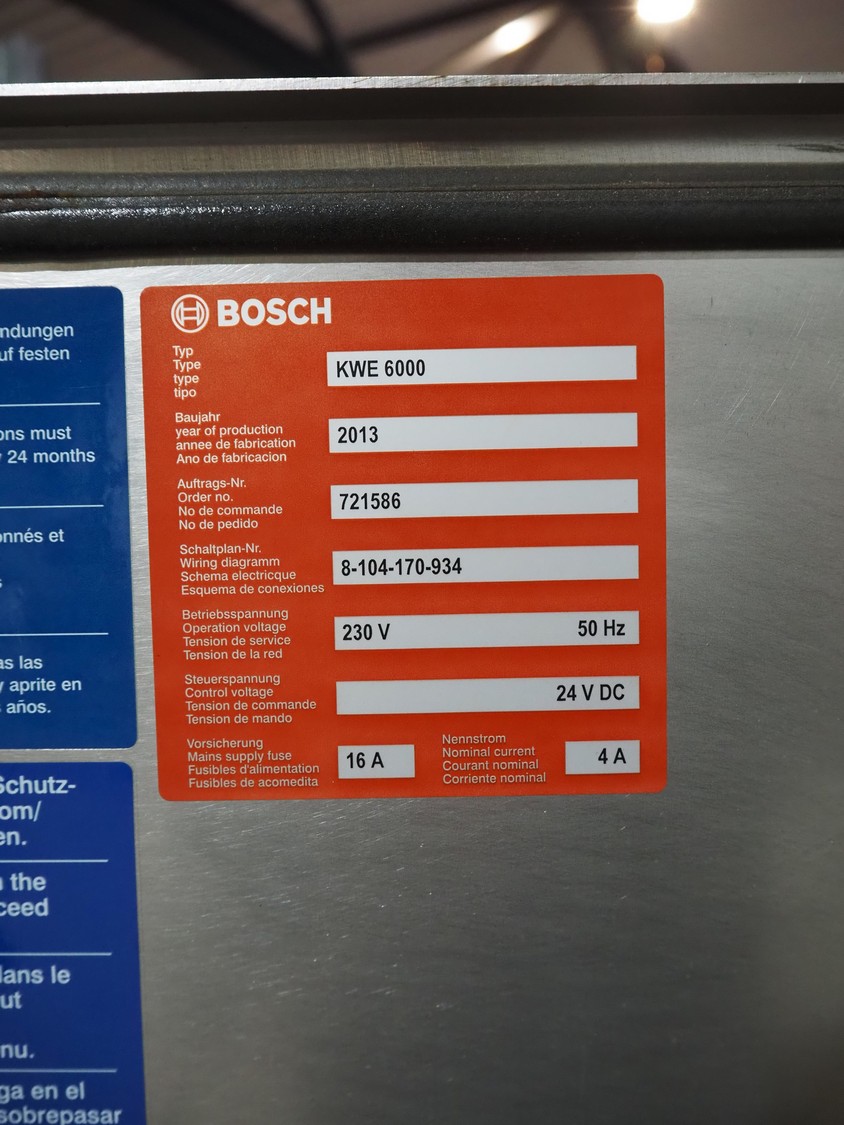 ndungen
uf festen
ons must
24 months
onnés et
s
as las
y aprite en
años.
Schutz-
om/
en.
the
ceed
dans le
ut
nu.
ga en el
sobrepasar
BOSCH
Typ
Type
type
tipo
KWE 6000
Baujahr
year of production
annee de fabrication
Ano de fabricacion
2013
Auftrags-Nr.
Order no.
No de commande
No de pedido
721586
Schaltplan-Nr.
Wiring diagramm
Schema electricque
Esquema de conexiones
8-104-170-934
Betriebsspannung
Operation voltage
Tension de service
Tension de la red
230 V 50 Hz
Steuerspannung
Control voltage
Tension de commande
Tension de mando
24 V DC
Vorsicherung
Mains supply fuse
Fusibles d'alimentation
Fusibles de acomedita
16 A
Nennstrom
Nominal current
Courant nominal
Corriente nominal
4 A